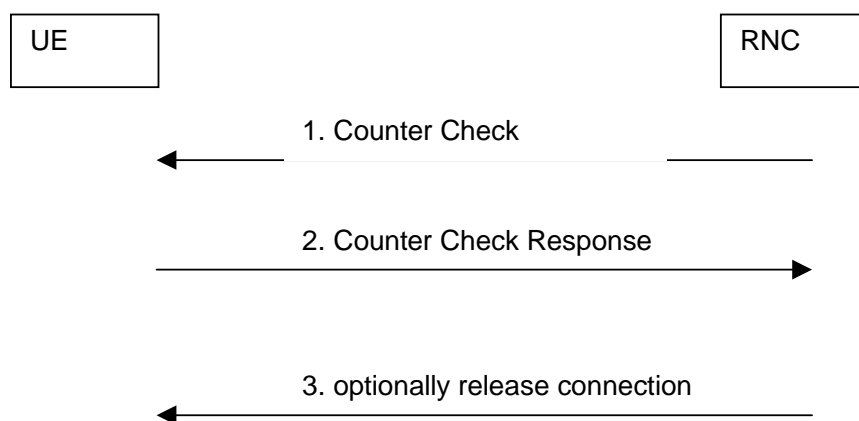 UE
RNC
1. Counter Check
2. Counter Check Response
3. optionally release connection